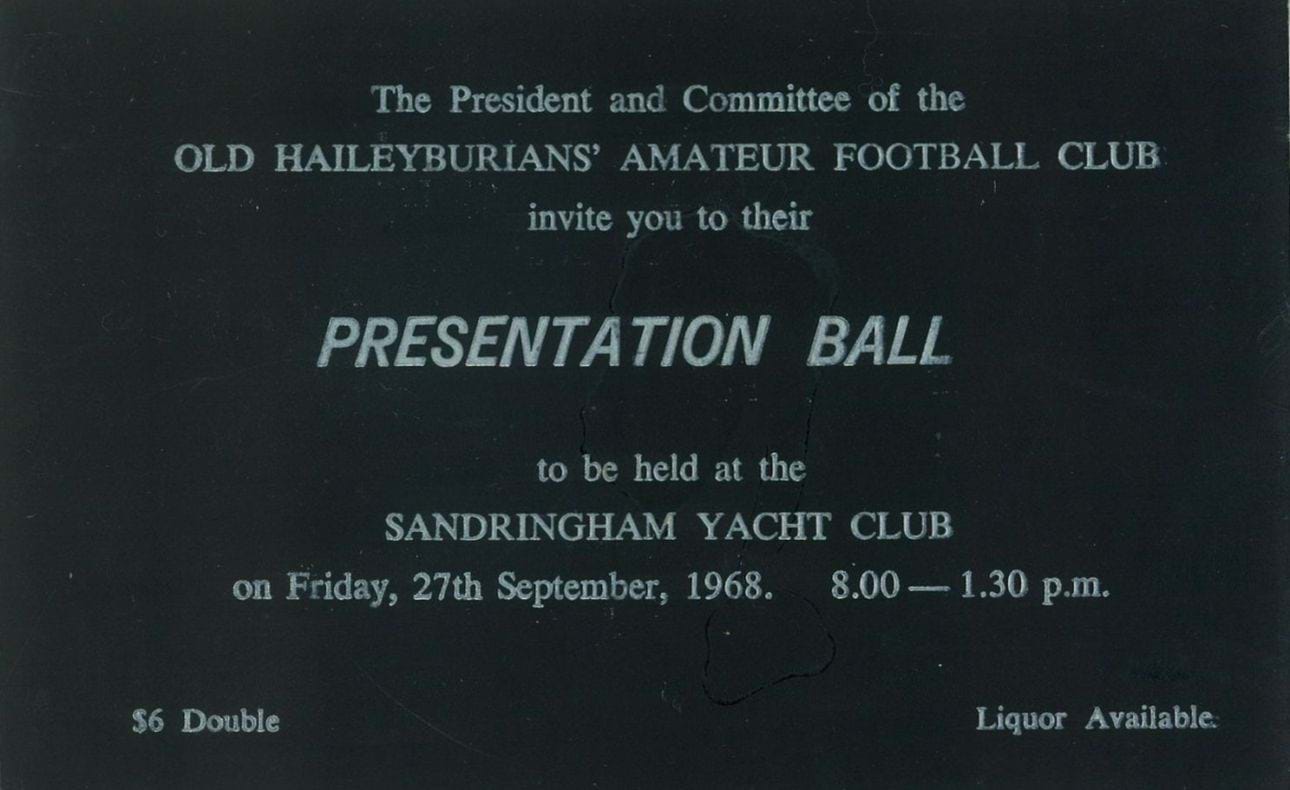 The President and Committee of the
OLD HAILEYBURIANS' AMATEUR FOOTBALL CLUB
invite you to their
PRESENTATION BALL
to be held at the
SANDRINGHAM YACHT CLUB
on Friday, 27th September, 1968. 8.00 — 1.30 p.m.
$6 Double
Liquor Available